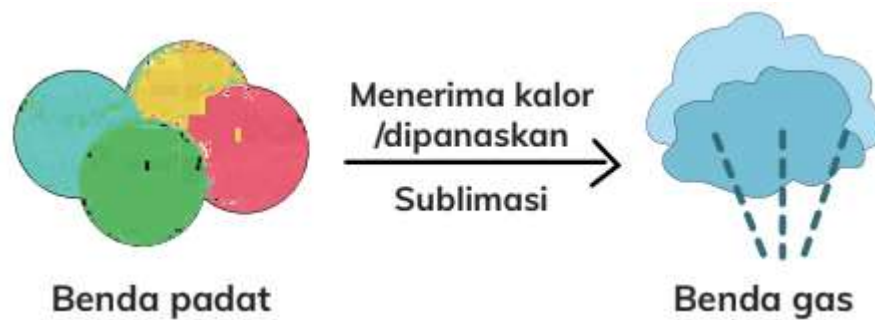 Menerima kalor
/dipanaskan
Sublimasi
Benda padat
Benda gas